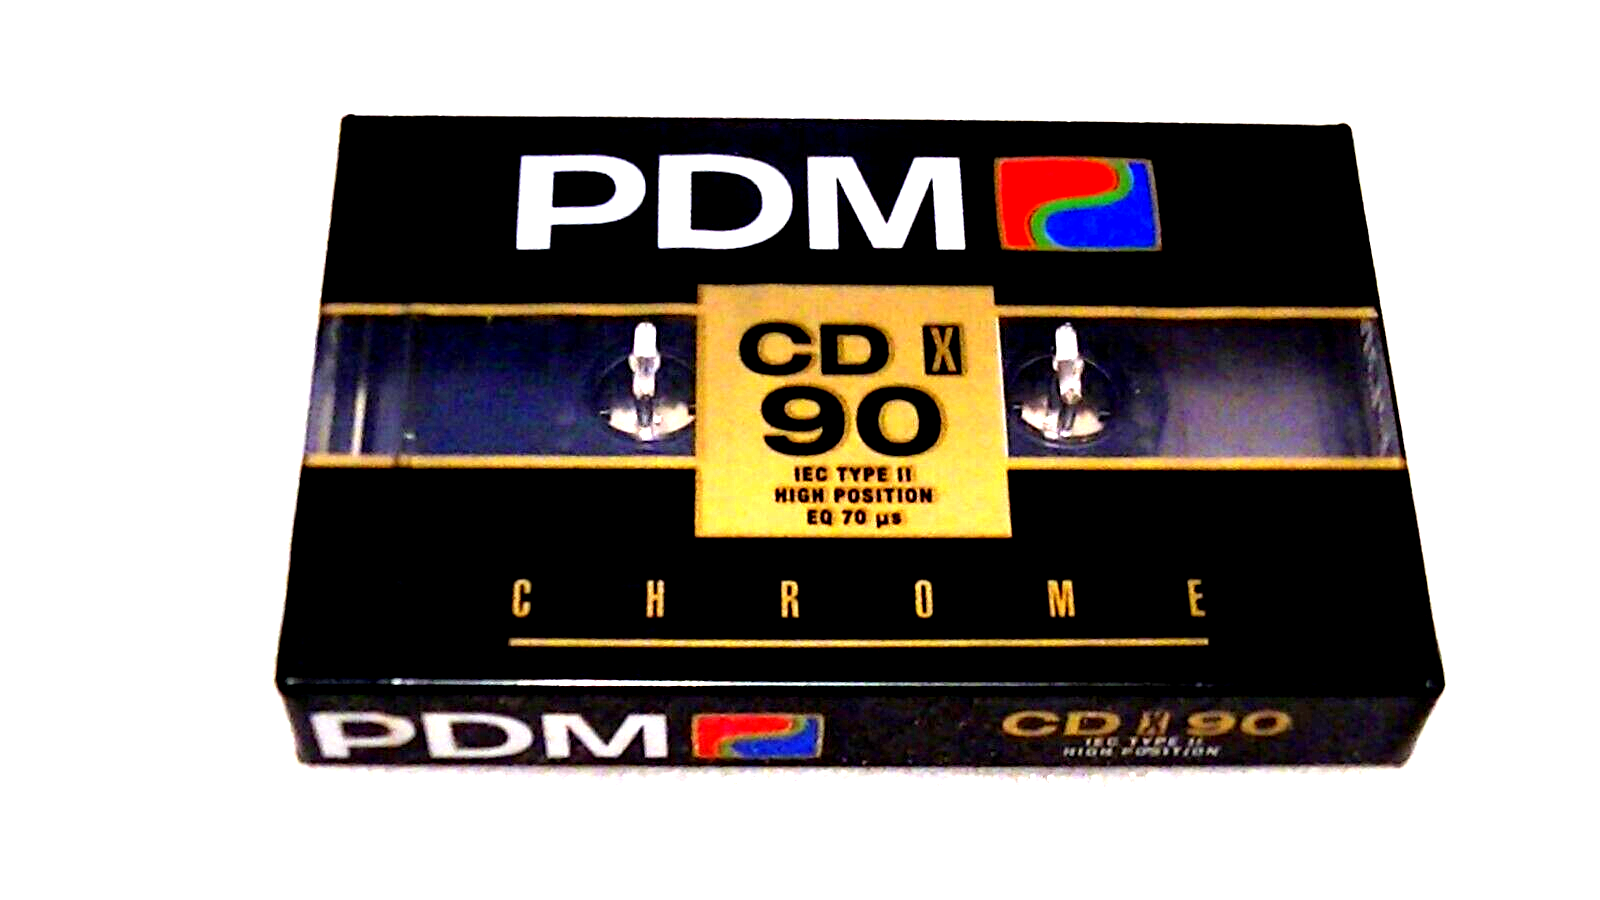 PDM
CD X
90
IEC TYPE II
HIGH POSITION
EQ 70 µs
CHROME
PDM CD X 90
IEC TYPE II
HIGH POSITION